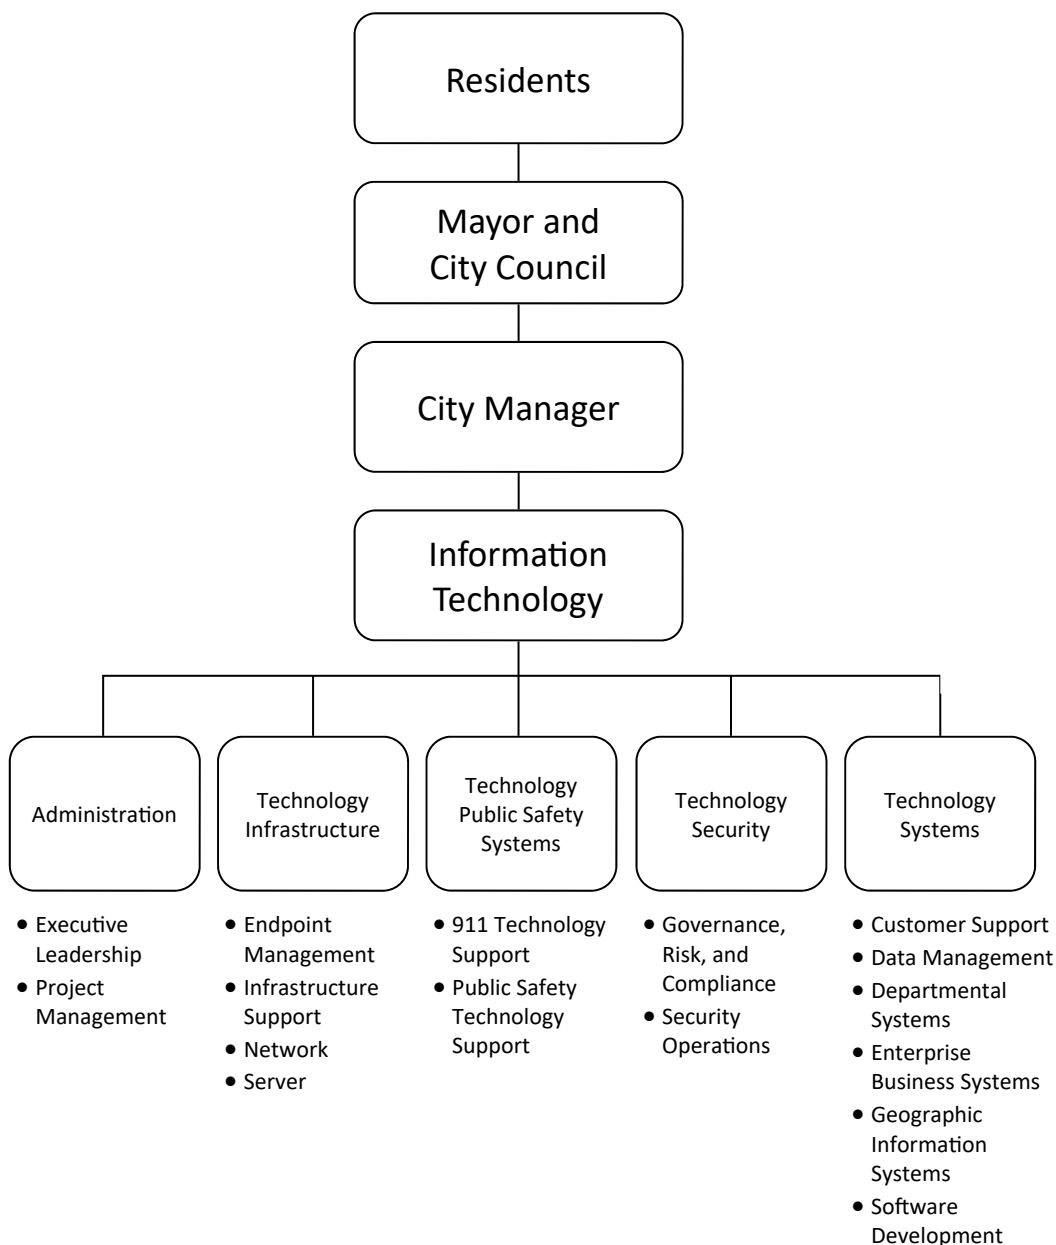 Residents
Mayor and
City Council
City Manager
Information
Technology
Administration
Technology
Infrastructure
Technology
Public Safety
Systems
Technology
Security
Technology
Systems
• Executive
Leadership
• Project
Management
• Endpoint
Management
• Infrastructure
Support
• Network
• Server
• 911 Technology
Support
• Public Safety
Technology
Support
• Governance,
Risk, and
Compliance
• Security
Operations
• Customer Support
• Data Management
• Departmental
Systems
• Enterprise
Business Systems
• Geographic
Information
Systems
• Software
Development